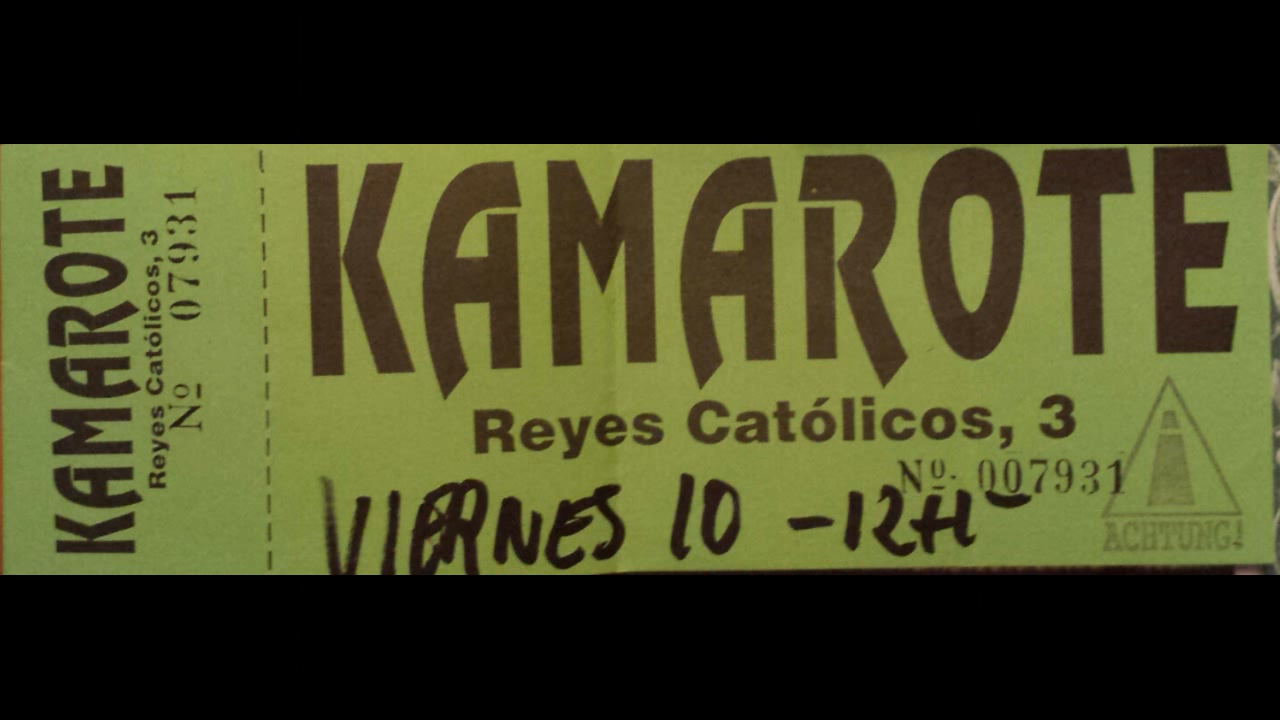 KAMAROTE
Reyes Católicos, 3
Nº 07931
KAMAROTE
Reyes Católicos, 3
Nº. 007931
VIERNES 10 - 12H
ACHTUNG!